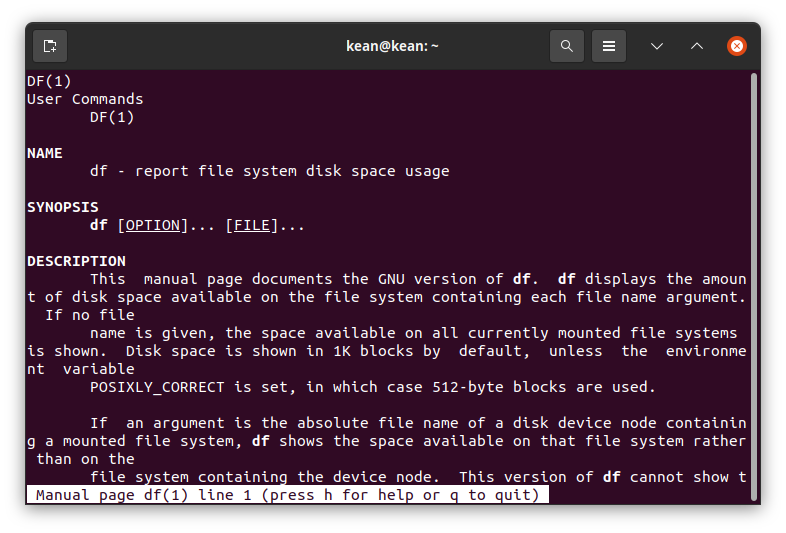 kean@kean: ~
DF(1)
User Commands
DF(1)
NAME
df - report file system disk space usage
SYNOPSIS
df [OPTION]... [FILE]...
DESCRIPTION
This  manual page documents the GNU version of df.  df displays the amoun
t of disk space available on the file system containing each file name argument.
If no file
name is given, the space available on all currently mounted file systems
is shown.  Disk space is shown in 1K blocks by  default,  unless  the  environme
nt  variable
POSIXLY_CORRECT is set, in which case 512-byte blocks are used.
If  an argument is the absolute file name of a disk device node containin
g a mounted file system, df shows the space available on that file system rather
than on the
file system containing the device node.  This version of df cannot show t
Manual page df(1) line 1 (press h for help or q to quit)